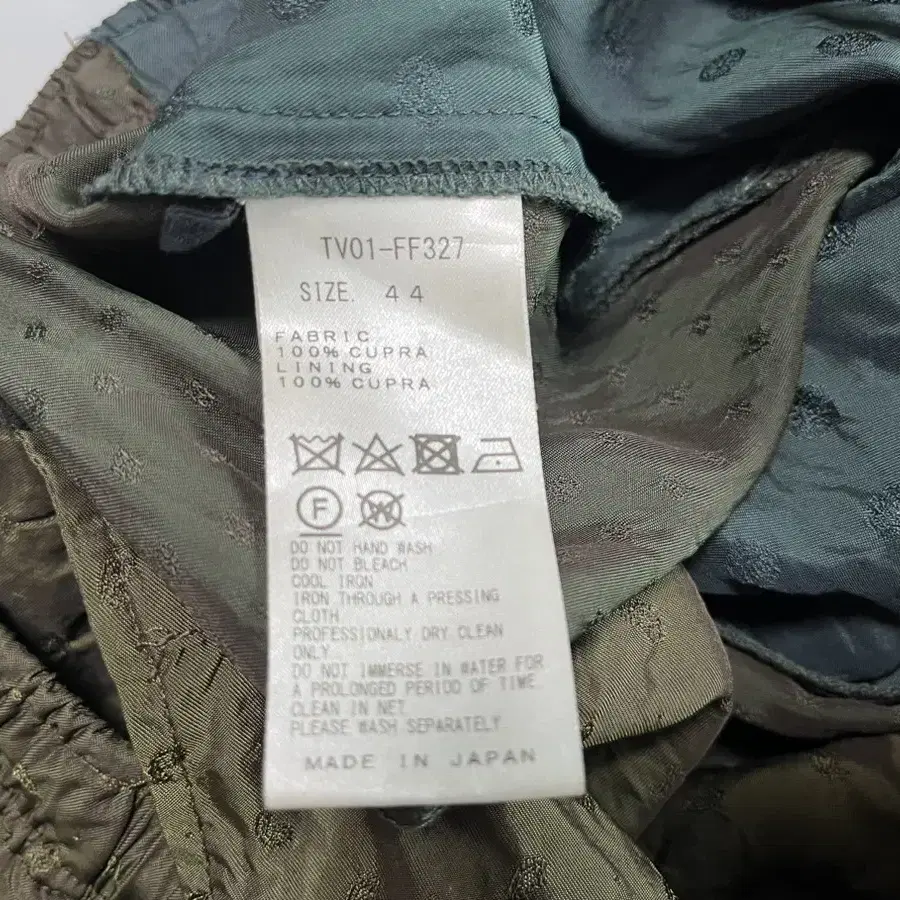 TV01-FF327
SIZE. 44
FABRIC
100% CUPRA
LINING
100% CUPRA
F
W
DO NOT HAND WASH
DO NOT BLEACH
COOL IRON
IRON THROUGH A PRESSING
CLOTH
PROFESSIONALY DRY CLEAN
ONLY
DO NOT IMMERSE IN WATER FOR
A PROLONGED PERIOD OF TIME
CLEAN IN NET
PLEASE WASH SEPARATELY
MADE IN JAPAN